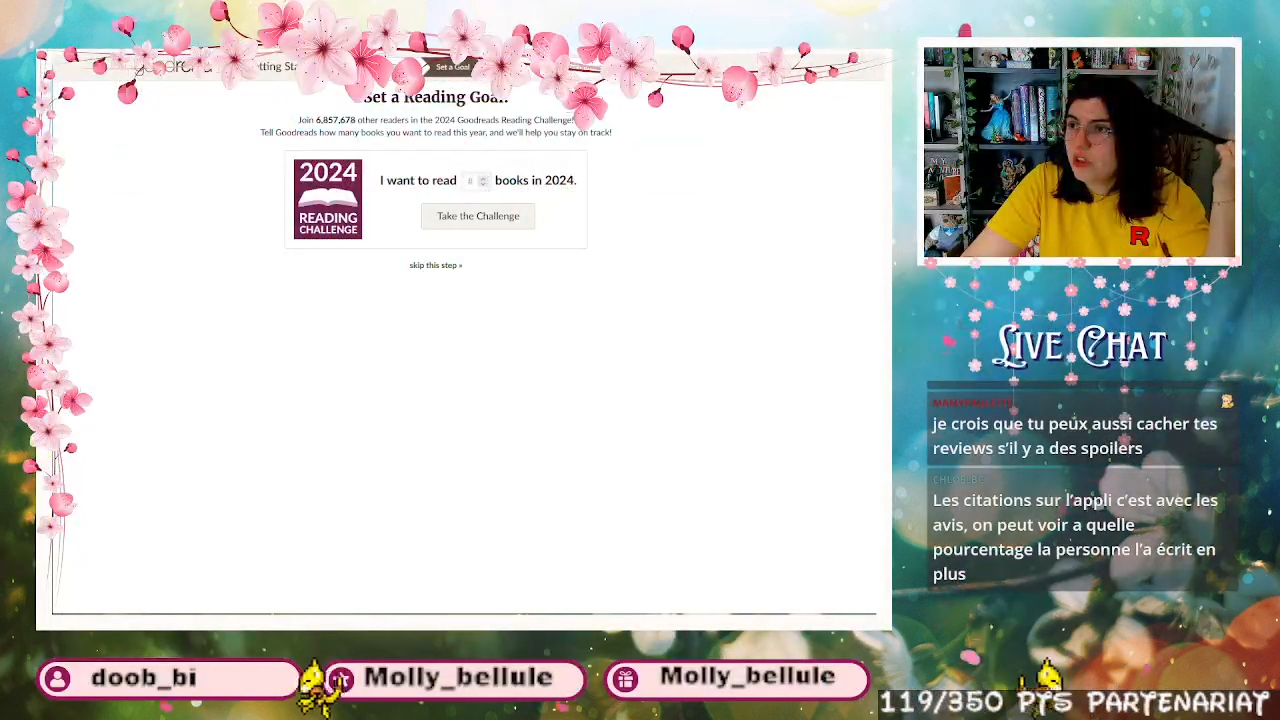 Set a Goal
Set a Reading Goal
Join 6,857,678 other readers in the 2024 Goodreads Reading Challenge!
Tell Goodreads how many books you want to read this year, and we'll help you stay on track!
2024
READING
CHALLENGE
I want to read # books in 2024.
Take the Challenge
skip this step »
R
LIVE CHAT
je crois que tu peux aussi cacher tes
reviews s'il y a des spoilers
Les citations sur l'appli c'est avec les
avis, on peut voir a quelle
pourcentage la personne l'a écrit en
plus
doob_bi
Molly_bellule
Molly_bellule
119/350 PTS PARTENARIAT